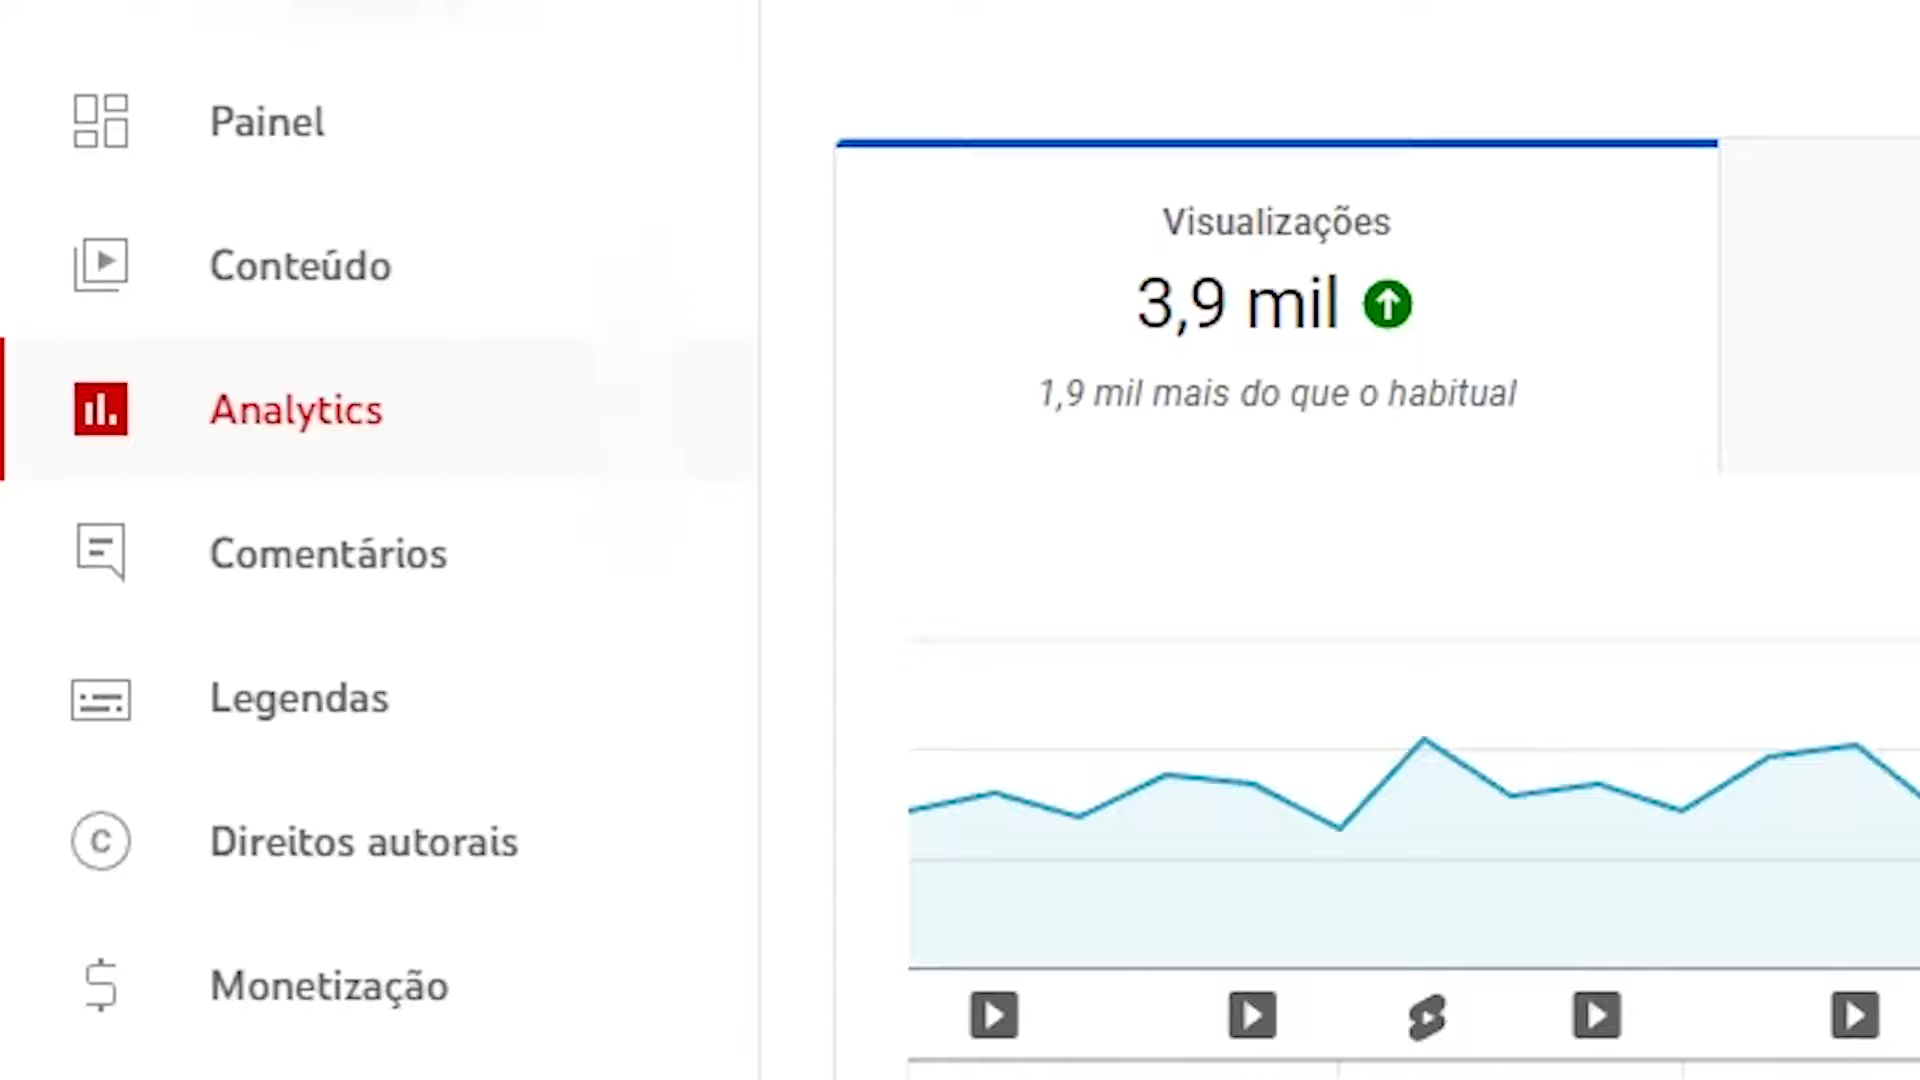 Painel
Conteúdo
Analytics
Comentários
Legendas
Direitos autorais
Monetização
Visualizações
3,9 mil
1,9 mil mais do que o habitual